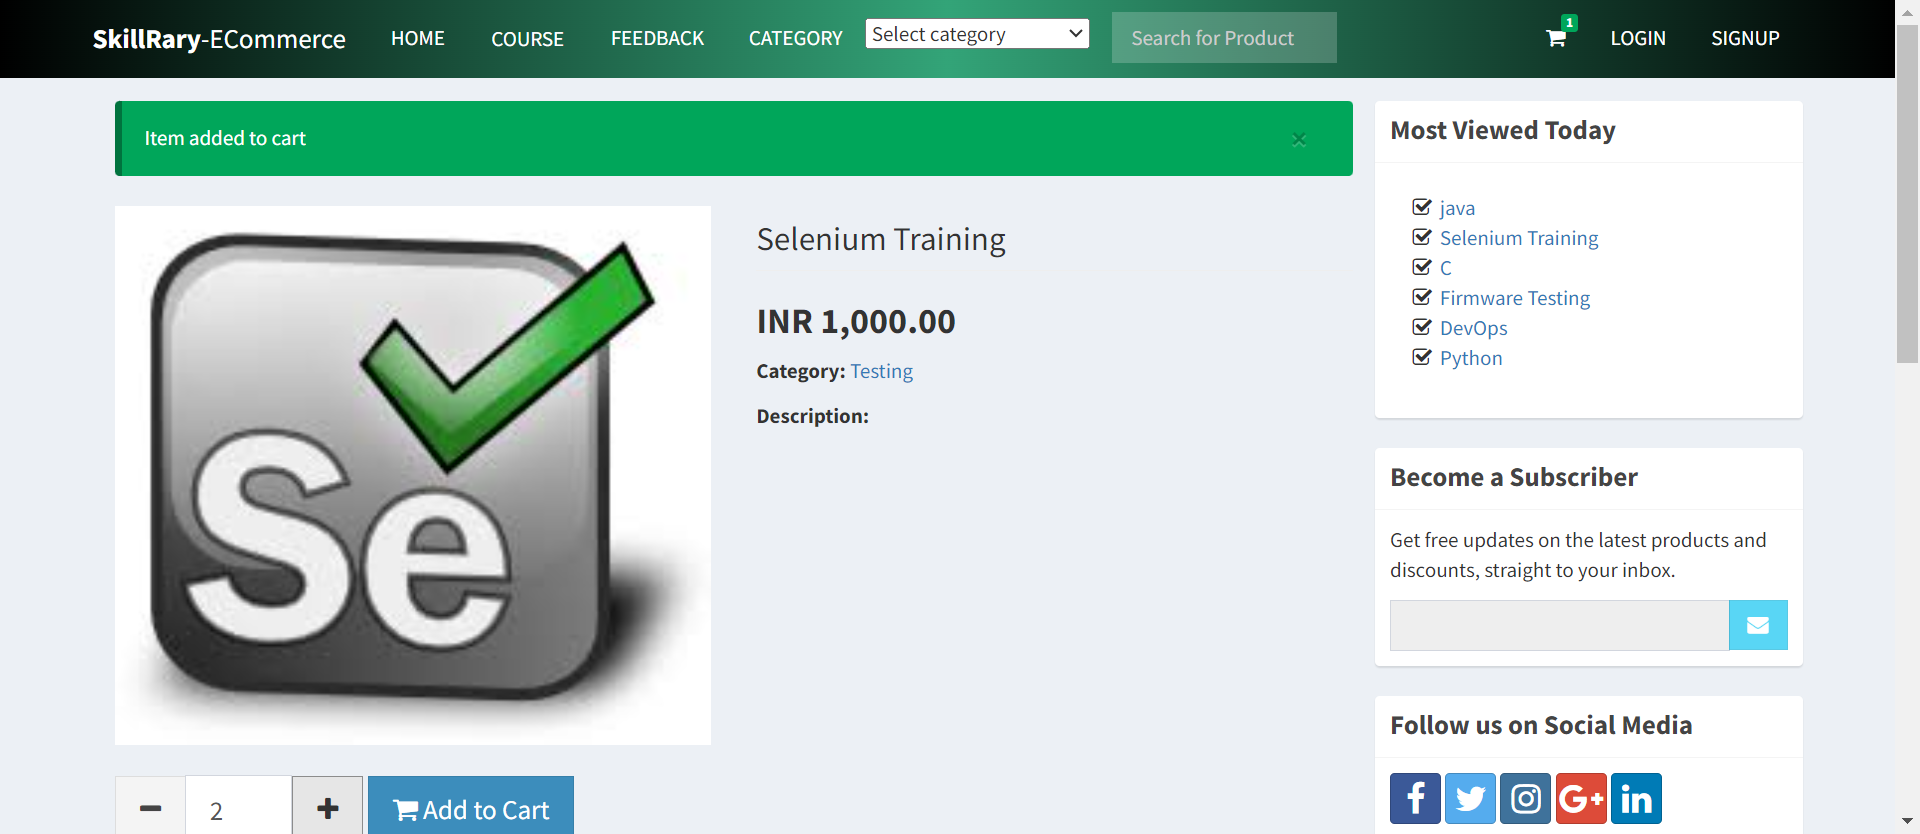 SkillRary-ECommerce HOME COURSE FEEDBACK CATEGORY Select category Search for Product 1 LOGIN SIGNUP
Item added to cart ×
Selenium Training
INR 1,000.00
Category: Testing
Description:
Se
2
Add to Cart
Most Viewed Today
java
Selenium Training
C
Firmware Testing
DevOps
Python
Become a Subscriber
Get free updates on the latest products and
discounts, straight to your inbox.
Follow us on Social Media
f G+ in